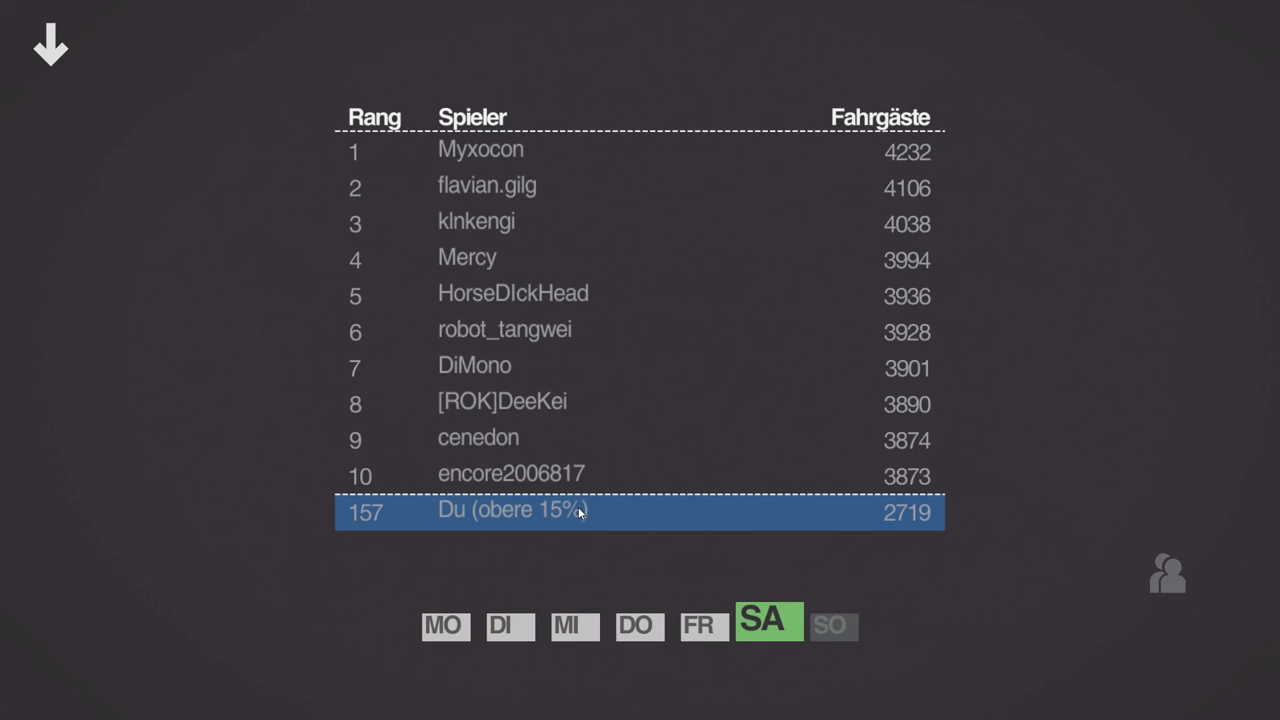 Rang Spieler Fahrgäste
1 Myxocon 4232
2 flavian.gilg 4106
3 klnkengi 4038
4 Mercy 3994
5 HorseDIckHead 3936
6 robot_tangwei 3928
7 DiMono 3901
8 [ROK]DeeKei 3890
9 cenedon 3874
10 encore2006817 3873
157 Du (obere 15%) 2719
MO DI MI DO FR SA SO